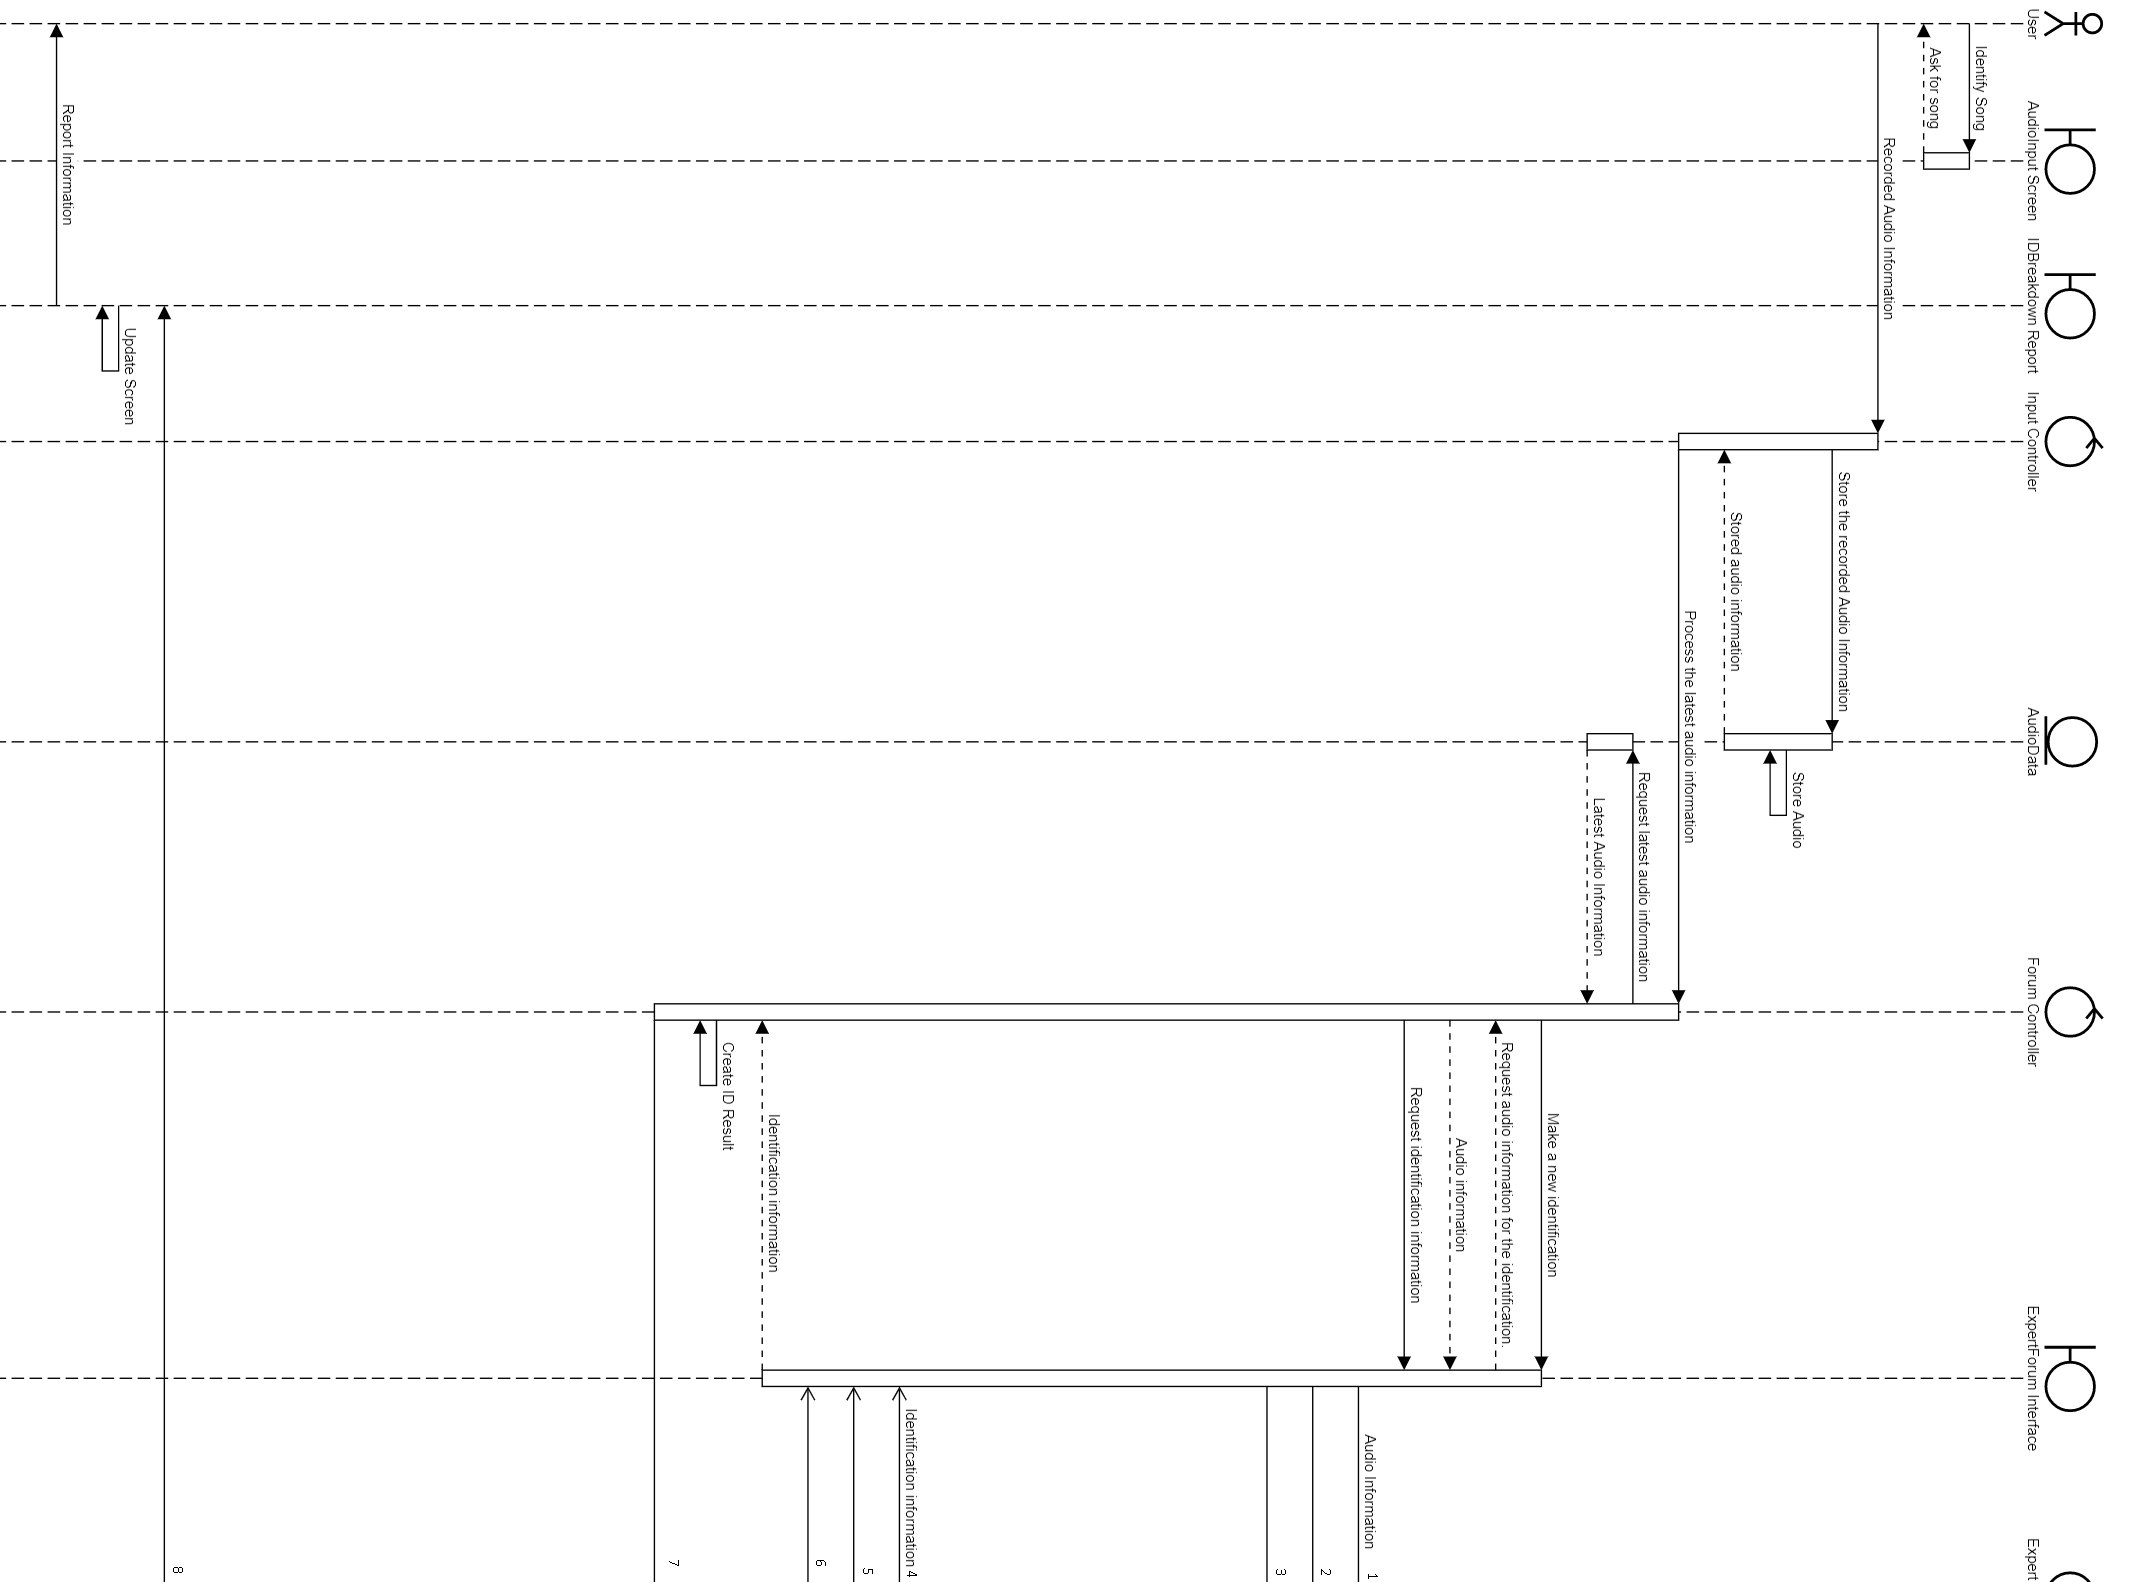 User
AudioInput Screen
IDBreakdown Report
Input Controller
AudioData
Forum Controller
ExpertForum Interface
Expert
Identify Song
Ask for song
Recorded Audio Information
Store the recorded Audio Information
Store Audio
Stored audio information
Process the latest audio information
Request latest audio information
Latest Audio Information
Make a new identification
Request audio information for the identification.
Audio information
Request identification information
Audio Information
1
2
3
Identification information
4
5
6
Identification information
Create ID Result
7
8
Update Screen
Report Information